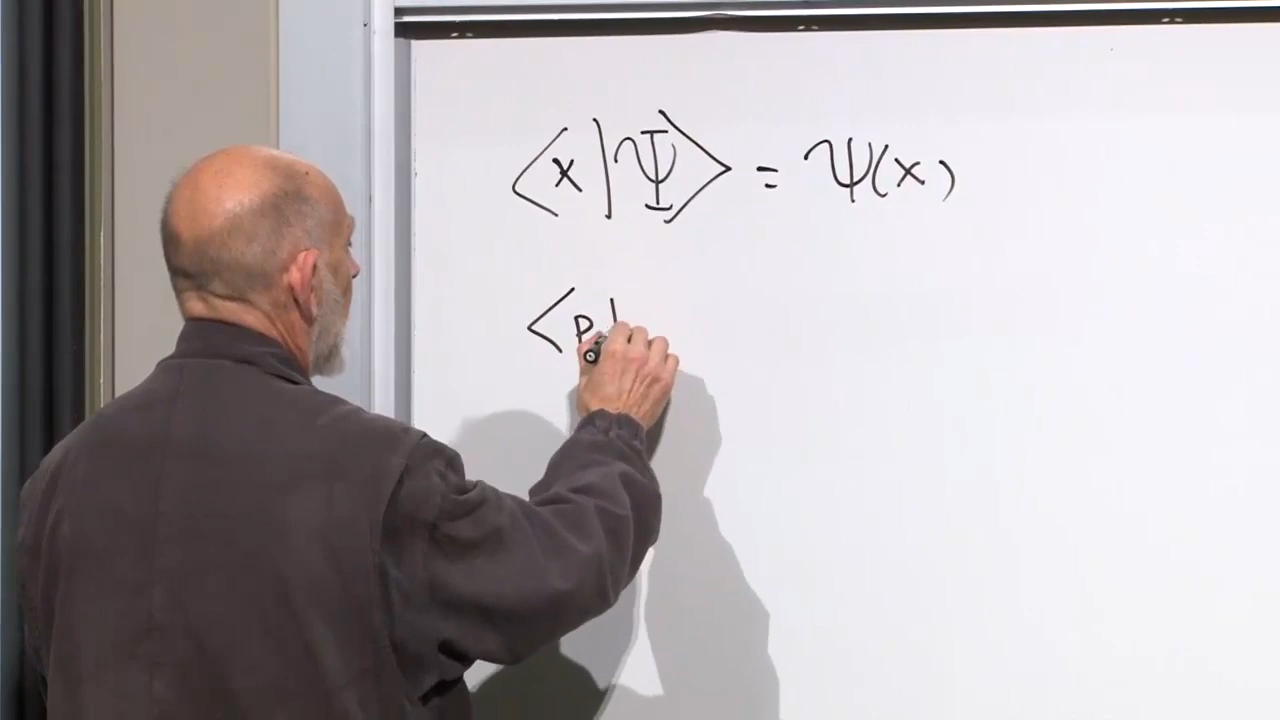 ⟨x|Ψ⟩ = ψ(x)
⟨p|